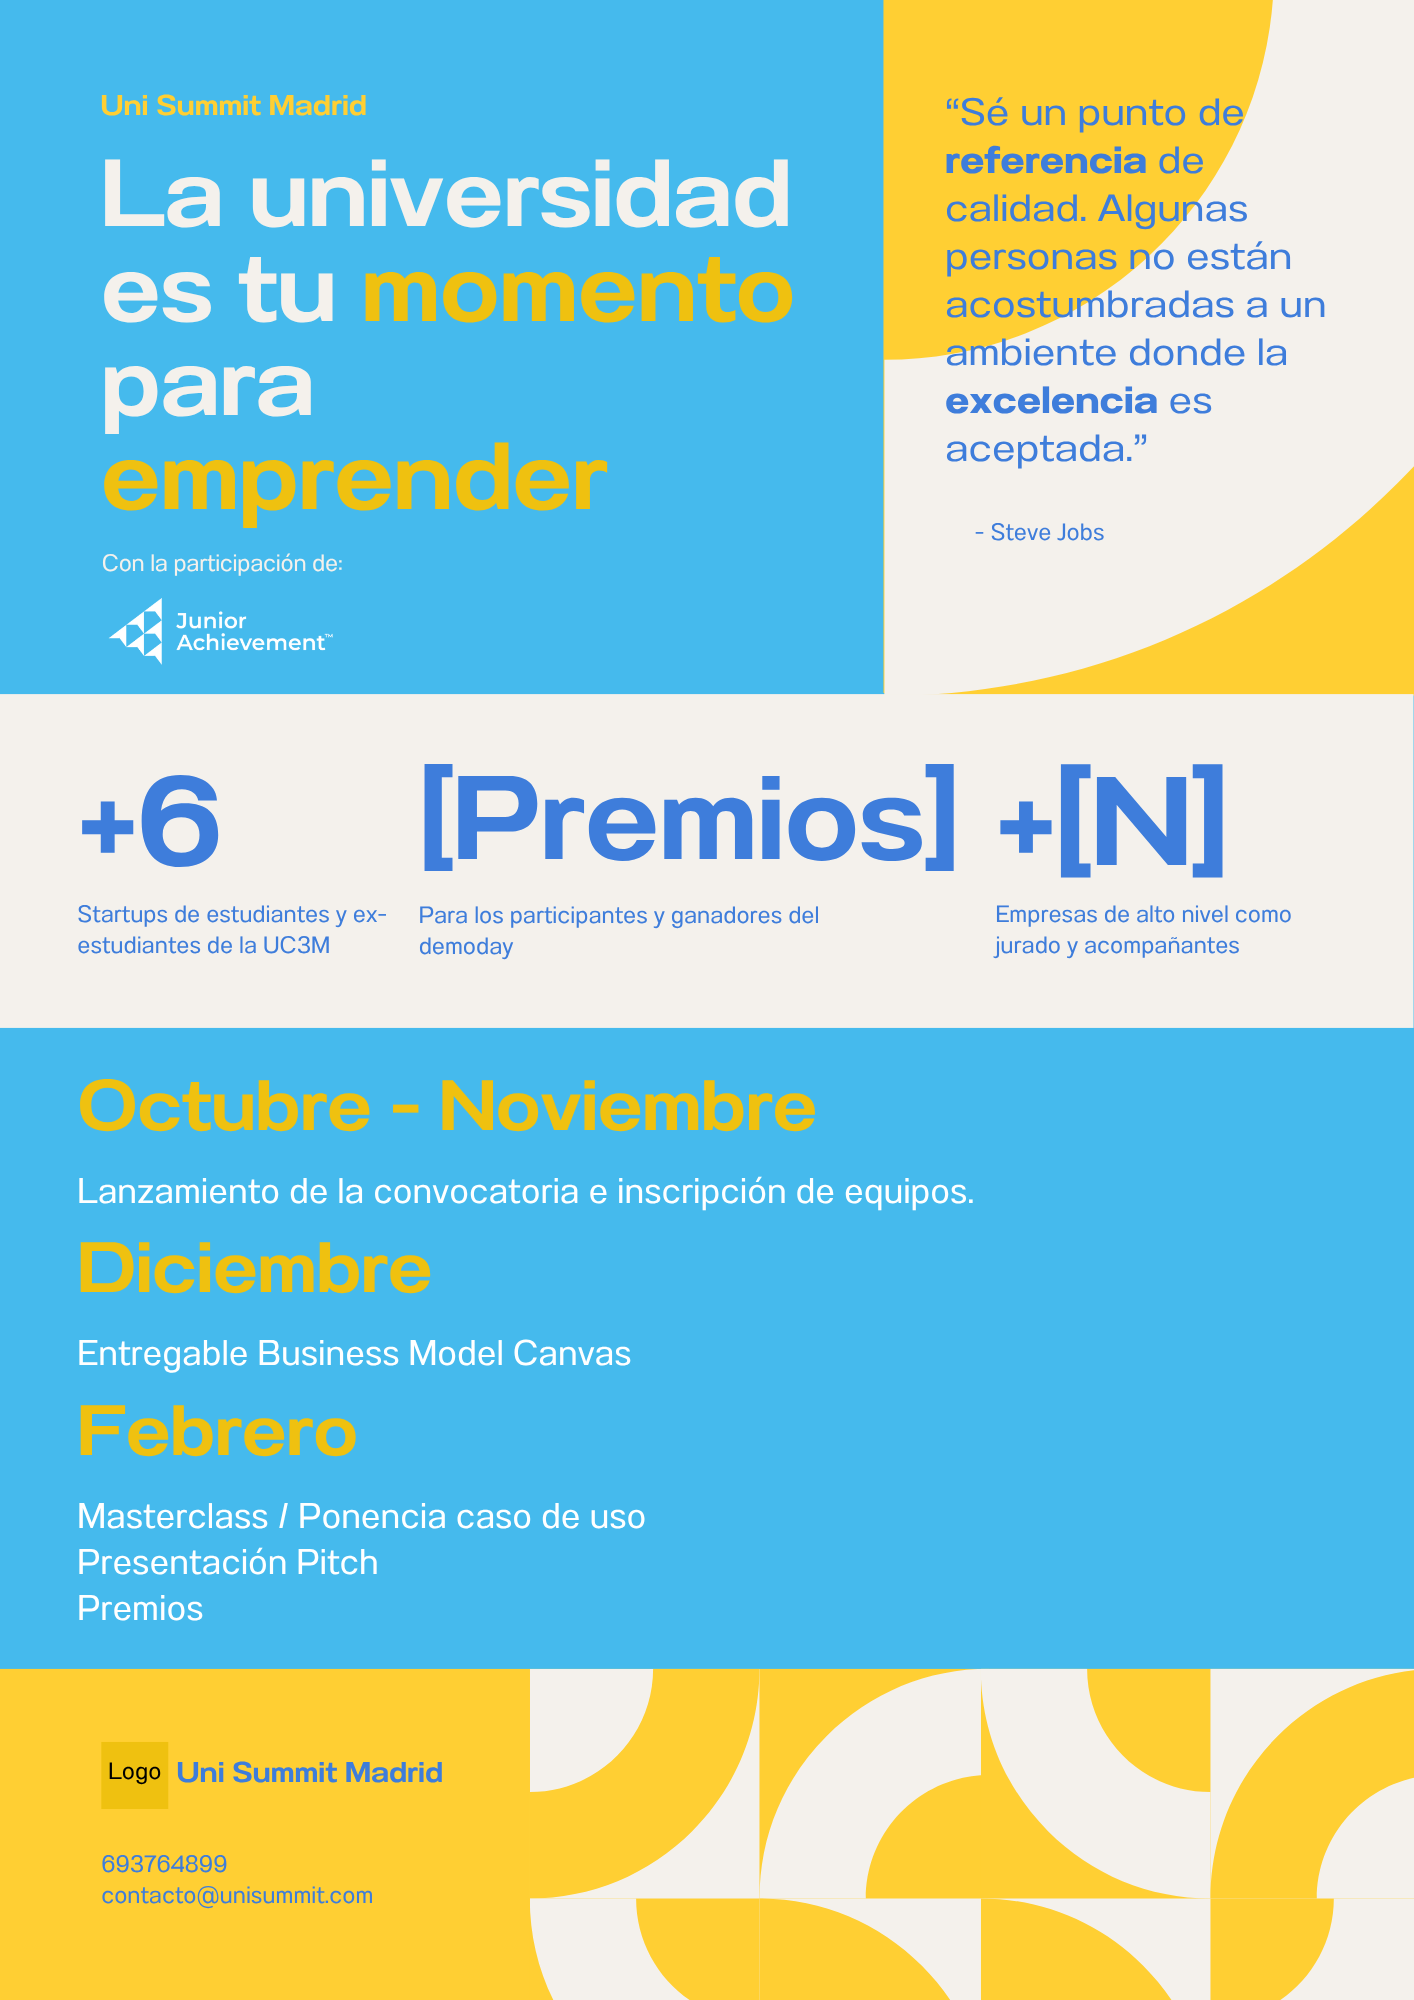 Uni Summit Madrid
La universidad
es tu momento
para
emprender
Con la participación de:
Junior
Achievement™
“Sé un punto de
referencia de
calidad. Algunas
personas no están
acostumbradas a un
ambiente donde la
excelencia es
aceptada.”
- Steve Jobs
+6
Startups de estudiantes y ex-
estudiantes de la UC3M
[Premios]
Para los participantes y ganadores del
demoday
+[N]
Empresas de alto nivel como
jurado y acompañantes
Octubre - Noviembre
Lanzamiento de la convocatoria e inscripción de equipos.
Diciembre
Entregable Business Model Canvas
Febrero
Masterclass / Ponencia caso de uso
Presentación Pitch
Premios
Logo
Uni Summit Madrid
693764899
contacto@unisummit.com